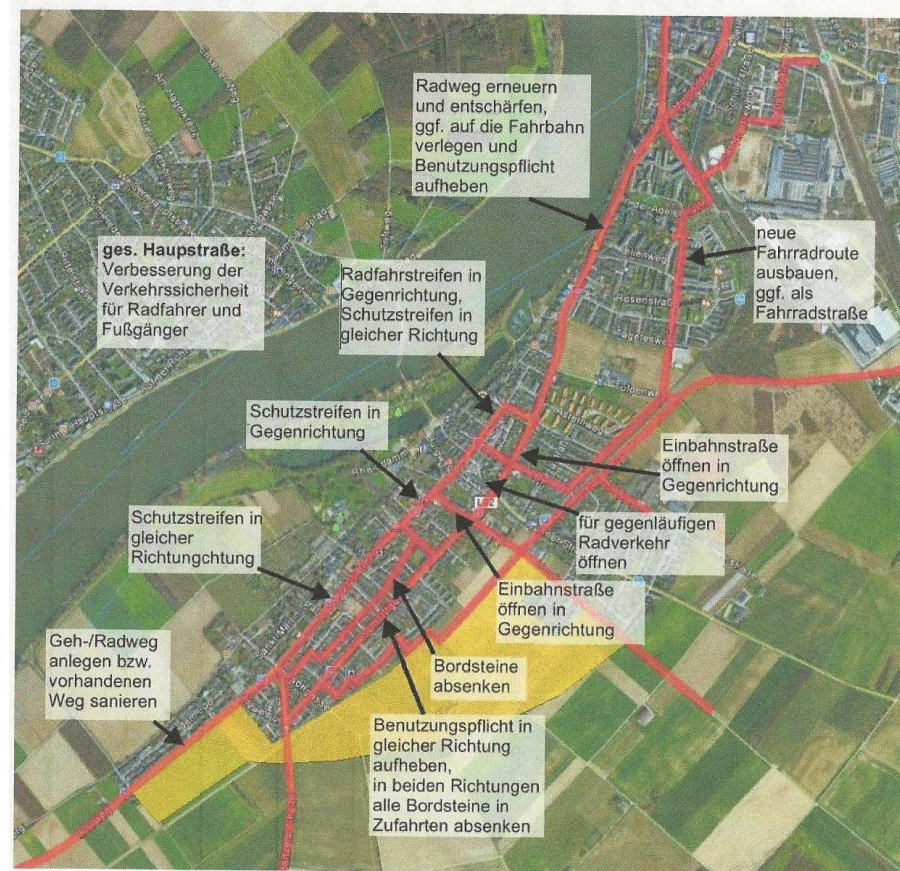 Radweg erneuern
und entschärfen,
ggf. auf die Fahrbahn
verlegen und
Benutzungspflicht
aufheben
ges. Haupstraße:
Verbesserung der
Verkehrssicherheit
für Radfahrer und
Fußgänger
neue
Fahrradroute
ausbauen,
ggf. als
Fahrradstraße
Radfahrstreifen in
Gegenrichtung,
Schutzstreifen in
gleicher Richtung
Rosenstraß
Schutzstreifen in
Gegenrichtung
Einbahnstraße
öffnen in
Gegenrichtung
Schutzstreifen in
gleicher
Richtungchtung
für gegenläufigen
Radverkehr
öffnen
Einbahnstraße
öffnen in
Gegenrichtung
Geh-/Radweg
anlegen bzw.
vorhandenen
Weg sanieren
Bordsteine
absenken
Benutzungspflicht in
gleicher Richtung
aufheben,
in beiden Richtungen
alle Bordsteine in
Zufahrten absenken